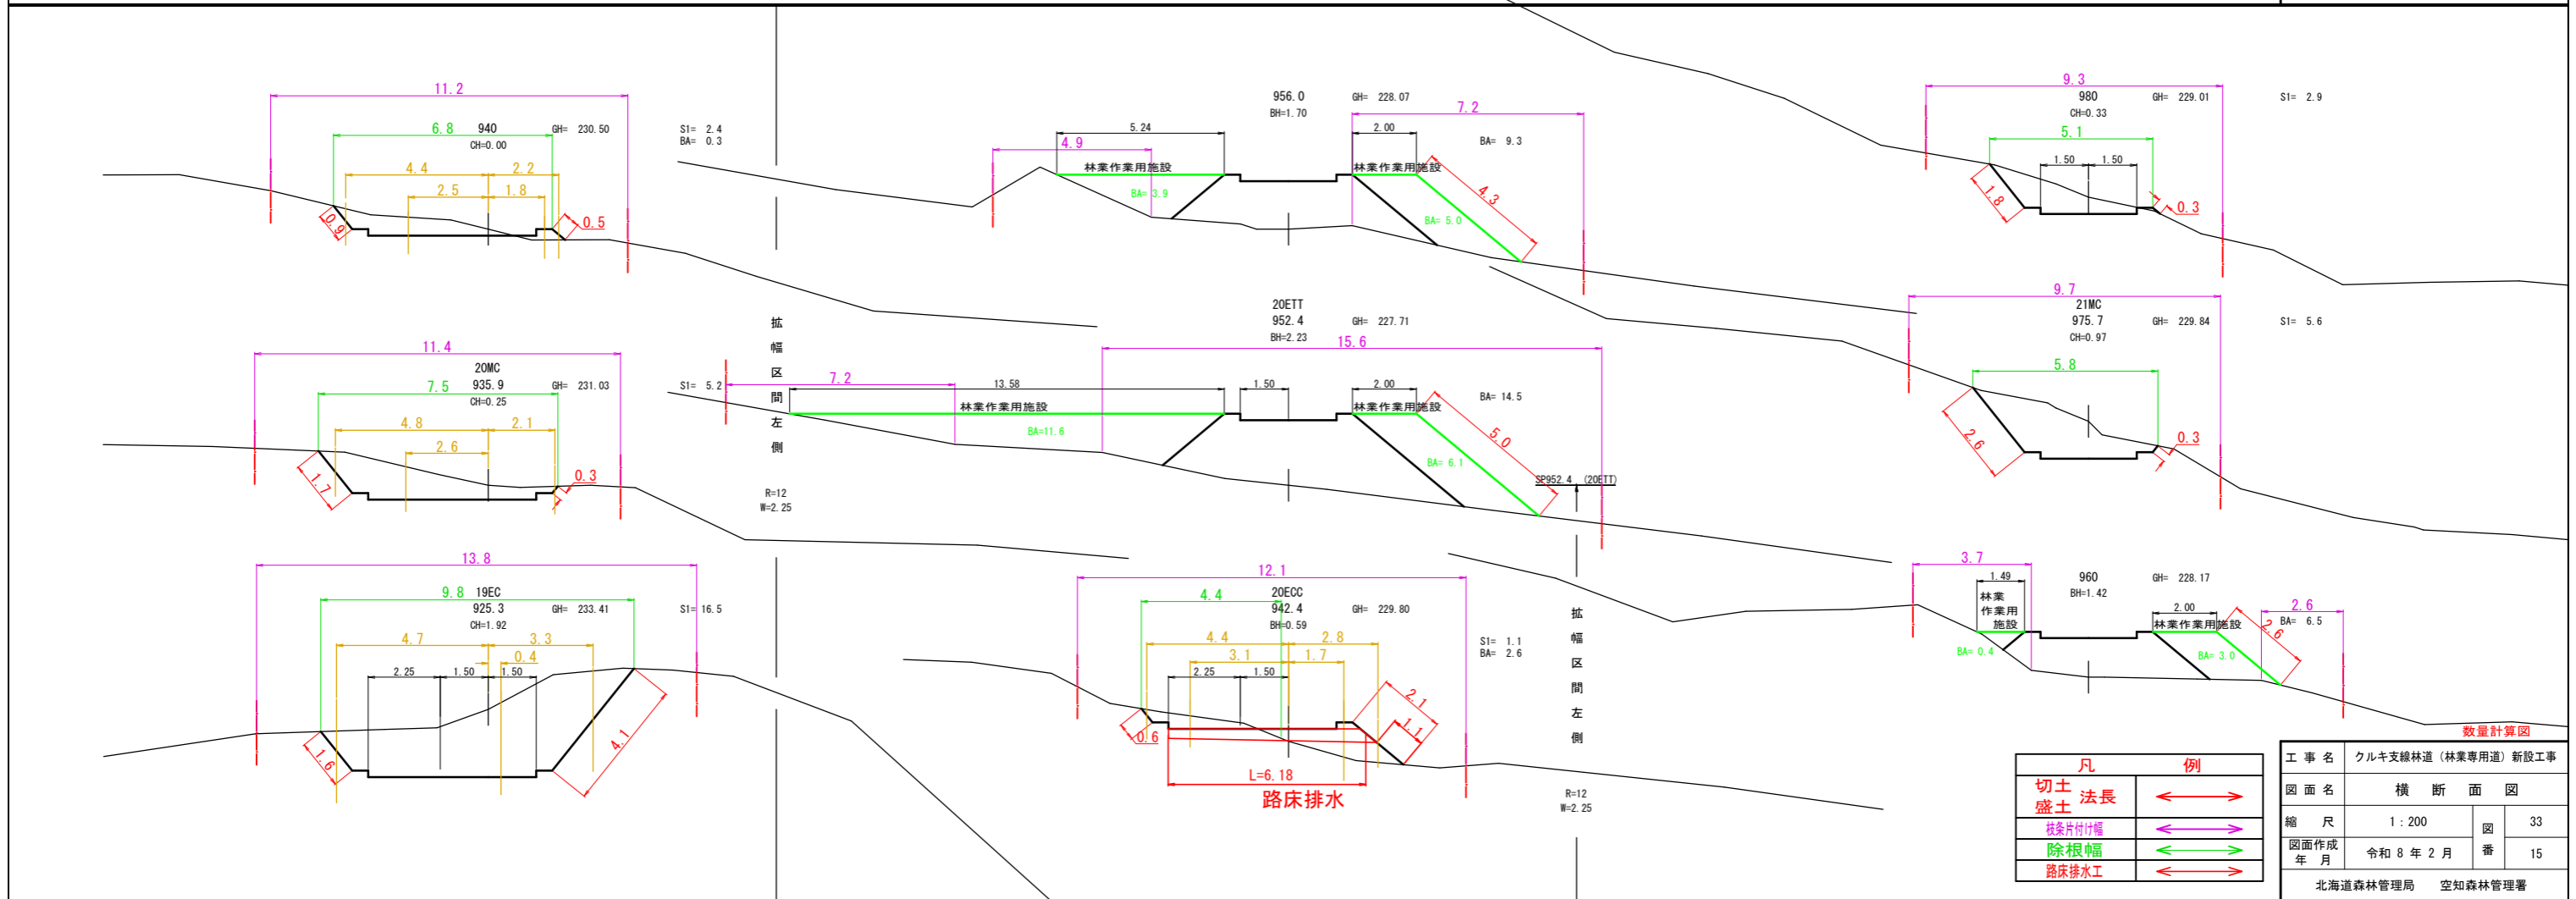 11.2
6.8 940 GH= 230.50 S1= 2.4
CH=0.00 BA= 0.3
4.4 2.2
2.5 1.8
0.9 0.5
956.0 GH= 228.07
BH=1.70
7.2
5.24 2.00
4.9 BA= 9.3
林業作業用施設 林業作業用施設
BA= 3.9 BA= 5.0 4.3
9.3
980 GH= 229.01 S1= 2.9
CH=0.33
5.1
1.50 1.50
1.8 0.3
11.4
20MC
7.5 935.9 GH= 231.03 S1= 5.2
CH=0.25
4.8 2.1
2.6
1.7 0.3
拡幅区間左側
R=12
W=2.25
20ETT
952.4 GH= 227.71
BH=2.23
15.6
7.2 13.58 1.50 2.00
林業作業用施設 林業作業用施設 BA= 14.5
BA=11.6 BA= 6.1 5.0
SP952.4 (20ETT)
9.7
21MC
975.7 GH= 229.84 S1= 5.6
CH=0.97
5.8
2.6 0.3
13.8
9.8 19EC
925.3 GH= 233.41 S1= 16.5
CH=1.92
4.7 3.3
0.4
2.25 1.50 1.50
1.6 4.1
12.1
4.4 20ECC
942.4 GH= 229.80
BH=0.59
4.4 2.8 S1= 1.1
3.1 1.7 BA= 2.6
2.25 1.50
0.6 2.1 1.1
L=6.18
路床排水
拡幅区間左側
R=12
W=2.25
3.7
1.49 960 GH= 228.17
BH=1.42
2.00 2.6
林業作業用施設 林業作業用施設 BA= 6.5
BA= 0.4 BA= 3.0 2.6
数量計算図
凡 例
切土 盛土 法長
枝条片付け幅
除根幅
路床排水工
工事名 クルキ支線林道（林業専用道）新設工事
図面名 横断面図
縮尺 1：200 図番 33
図面作成年月 令和 8 年 2 月 15
北海道森林管理局 空知森林管理署